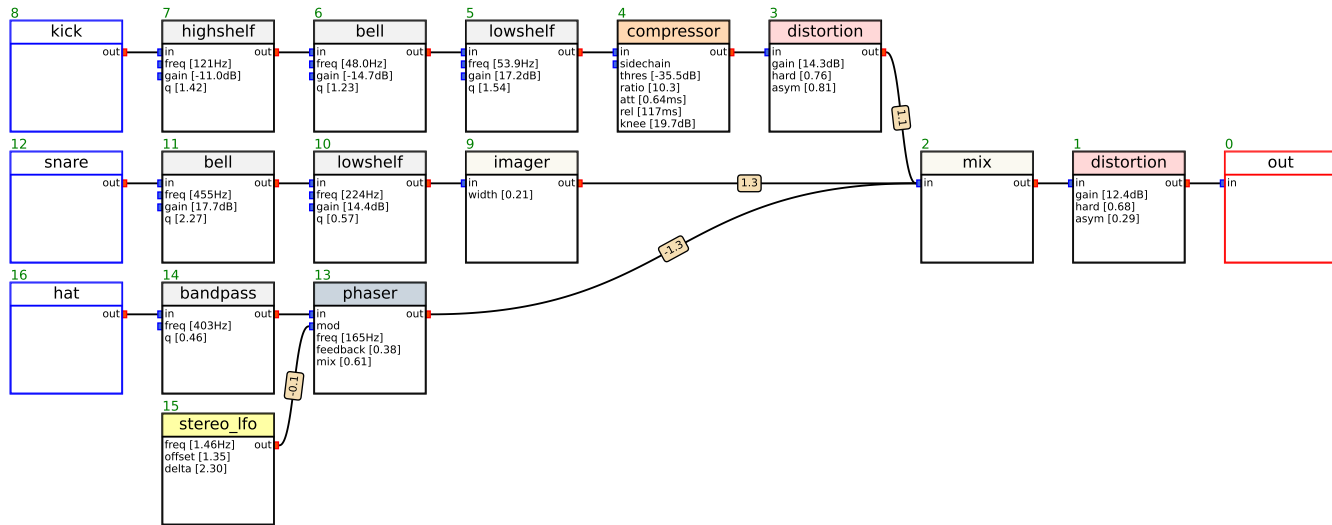 8
kick
out
7
highshelf
in out
freq [121Hz]
gain [-11.0dB]
q [1.42]
6
bell
in out
freq [48.0Hz]
gain [-14.7dB]
q [1.23]
5
lowshelf
in out
freq [53.9Hz]
gain [17.2dB]
q [1.54]
4
compressor
in out
sidechain
thres [-35.5dB]
ratio [10.3]
att [0.64ms]
rel [117ms]
knee [19.7dB]
3
distortion
in out
gain [14.3dB]
hard [0.76]
asym [0.81]
1.1
12
snare
out
11
bell
in out
freq [455Hz]
gain [17.7dB]
q [2.27]
10
lowshelf
in out
freq [224Hz]
gain [14.4dB]
q [0.57]
9
imager
in out
width [0.21]
1.3
2
mix
in out
1
distortion
in out
gain [12.4dB]
hard [0.68]
asym [0.29]
0
out
in
-1.3
16
hat
out
14
bandpass
in out
freq [403Hz]
q [0.46]
13
phaser
in out
mod
freq [165Hz]
feedback [0.38]
mix [0.61]
-0.1
15
stereo_lfo
freq [1.46Hz] out
offset [1.35]
delta [2.30]